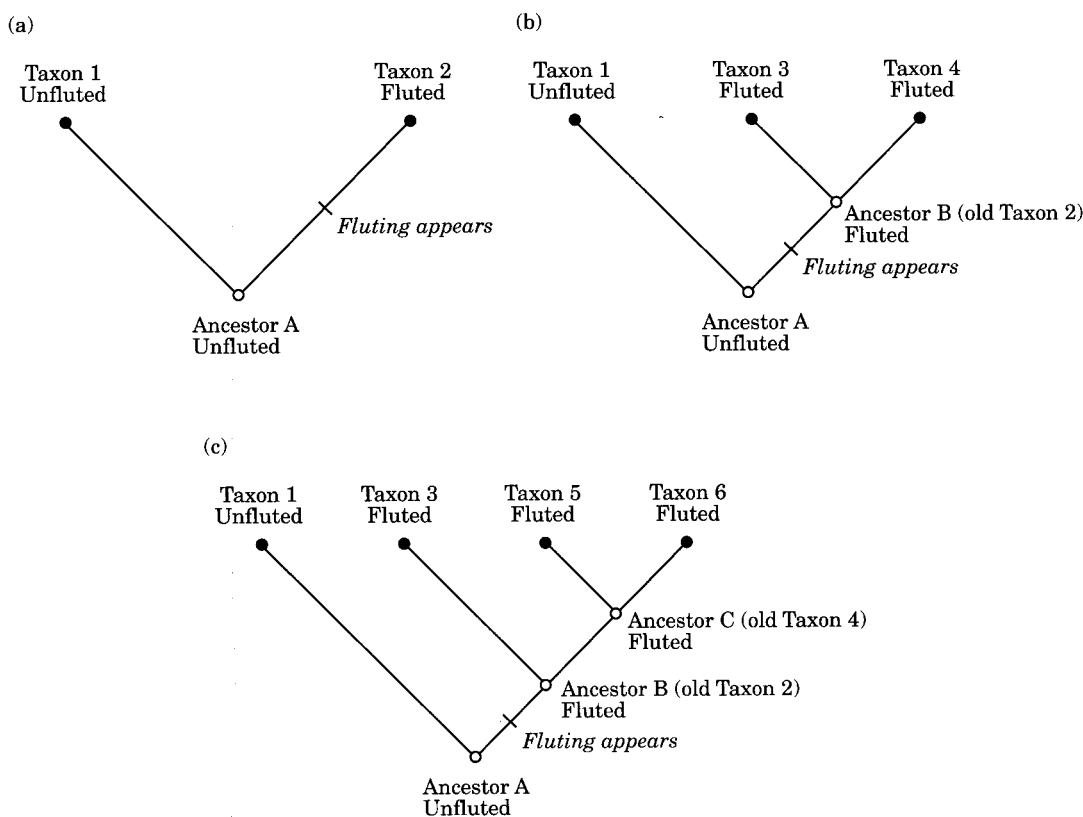 (a)
Taxon 1
Unfluted
Taxon 2
Fluted
Fluting appears
Ancestor A
Unfluted
(b)
Taxon 1
Unfluted
Taxon 3
Fluted
Taxon 4
Fluted
Ancestor B (old Taxon 2)
Fluted
Fluting appears
Ancestor A
Unfluted
(c)
Taxon 1
Unfluted
Taxon 3
Fluted
Taxon 5
Fluted
Taxon 6
Fluted
Ancestor C (old Taxon 4)
Fluted
Ancestor B (old Taxon 2)
Fluted
Fluting appears
Ancestor A
Unfluted